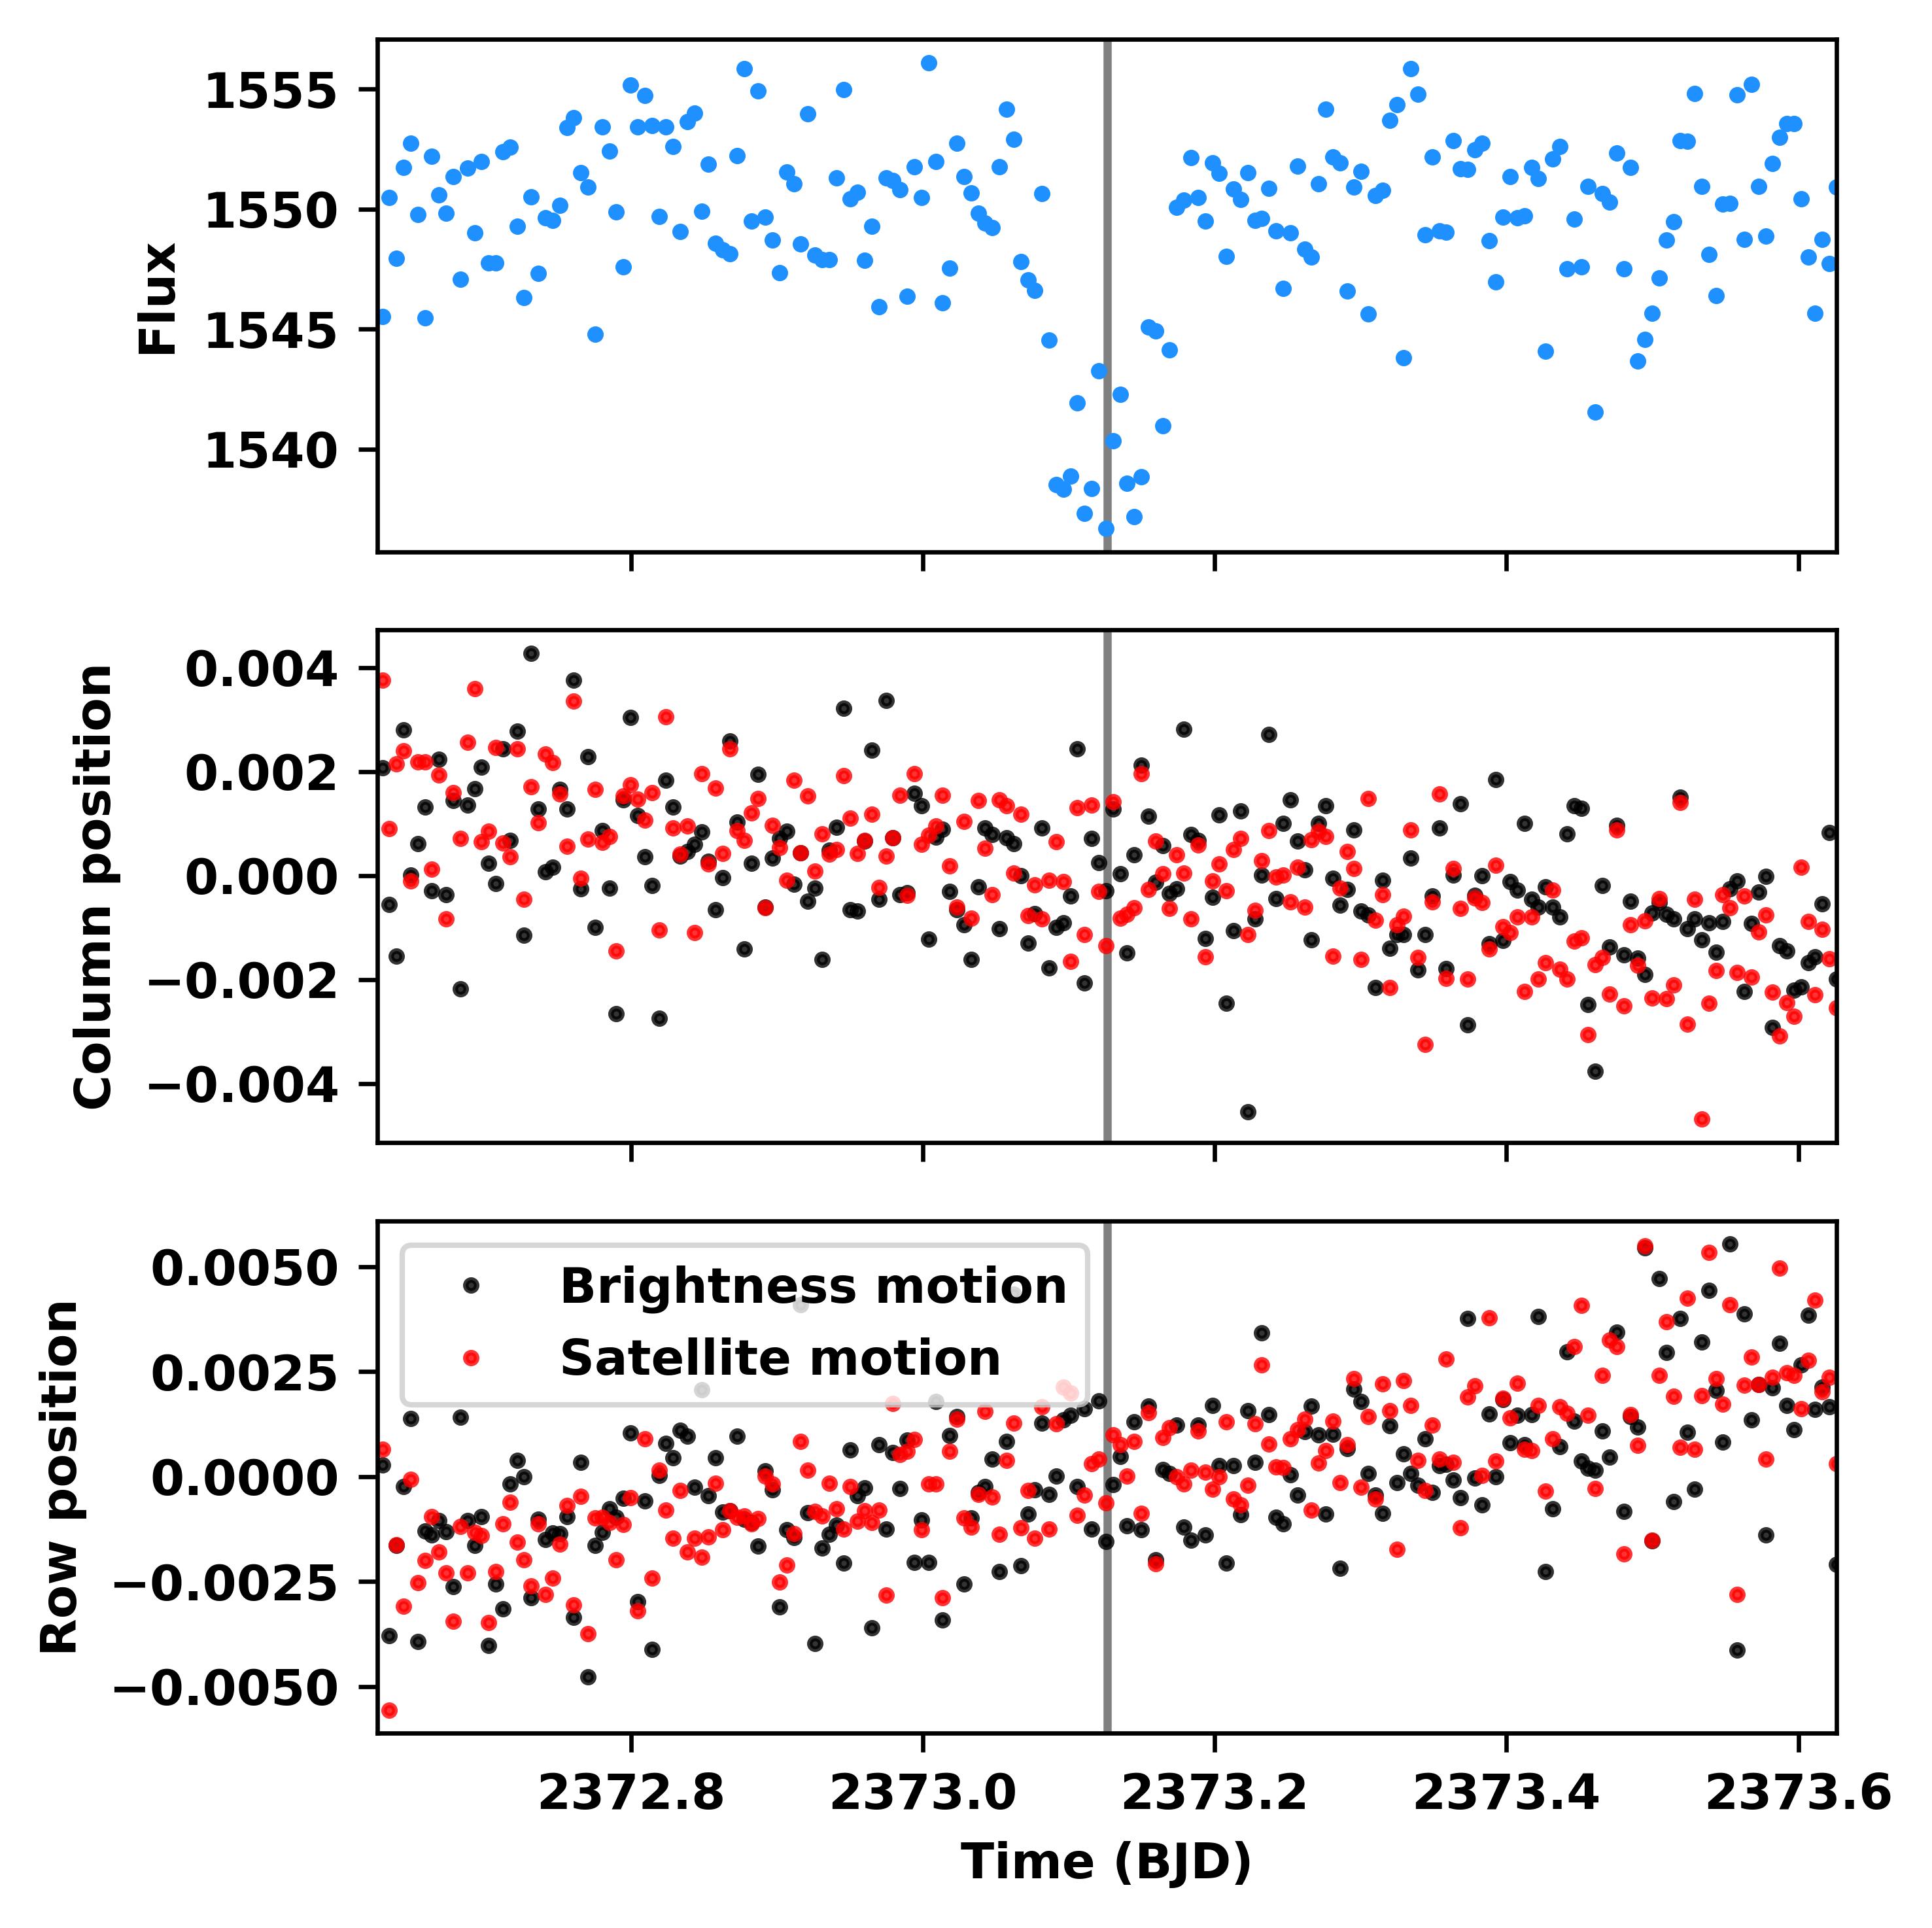 1555
1550
1545
1540
Flux
0.004
0.002
0.000
−0.002
−0.004
Column position
0.0050
0.0025
0.0000
−0.0025
−0.0050
Row position
Brightness motion
Satellite motion
2372.8 2373.0 2373.2 2373.4 2373.6
Time (BJD)